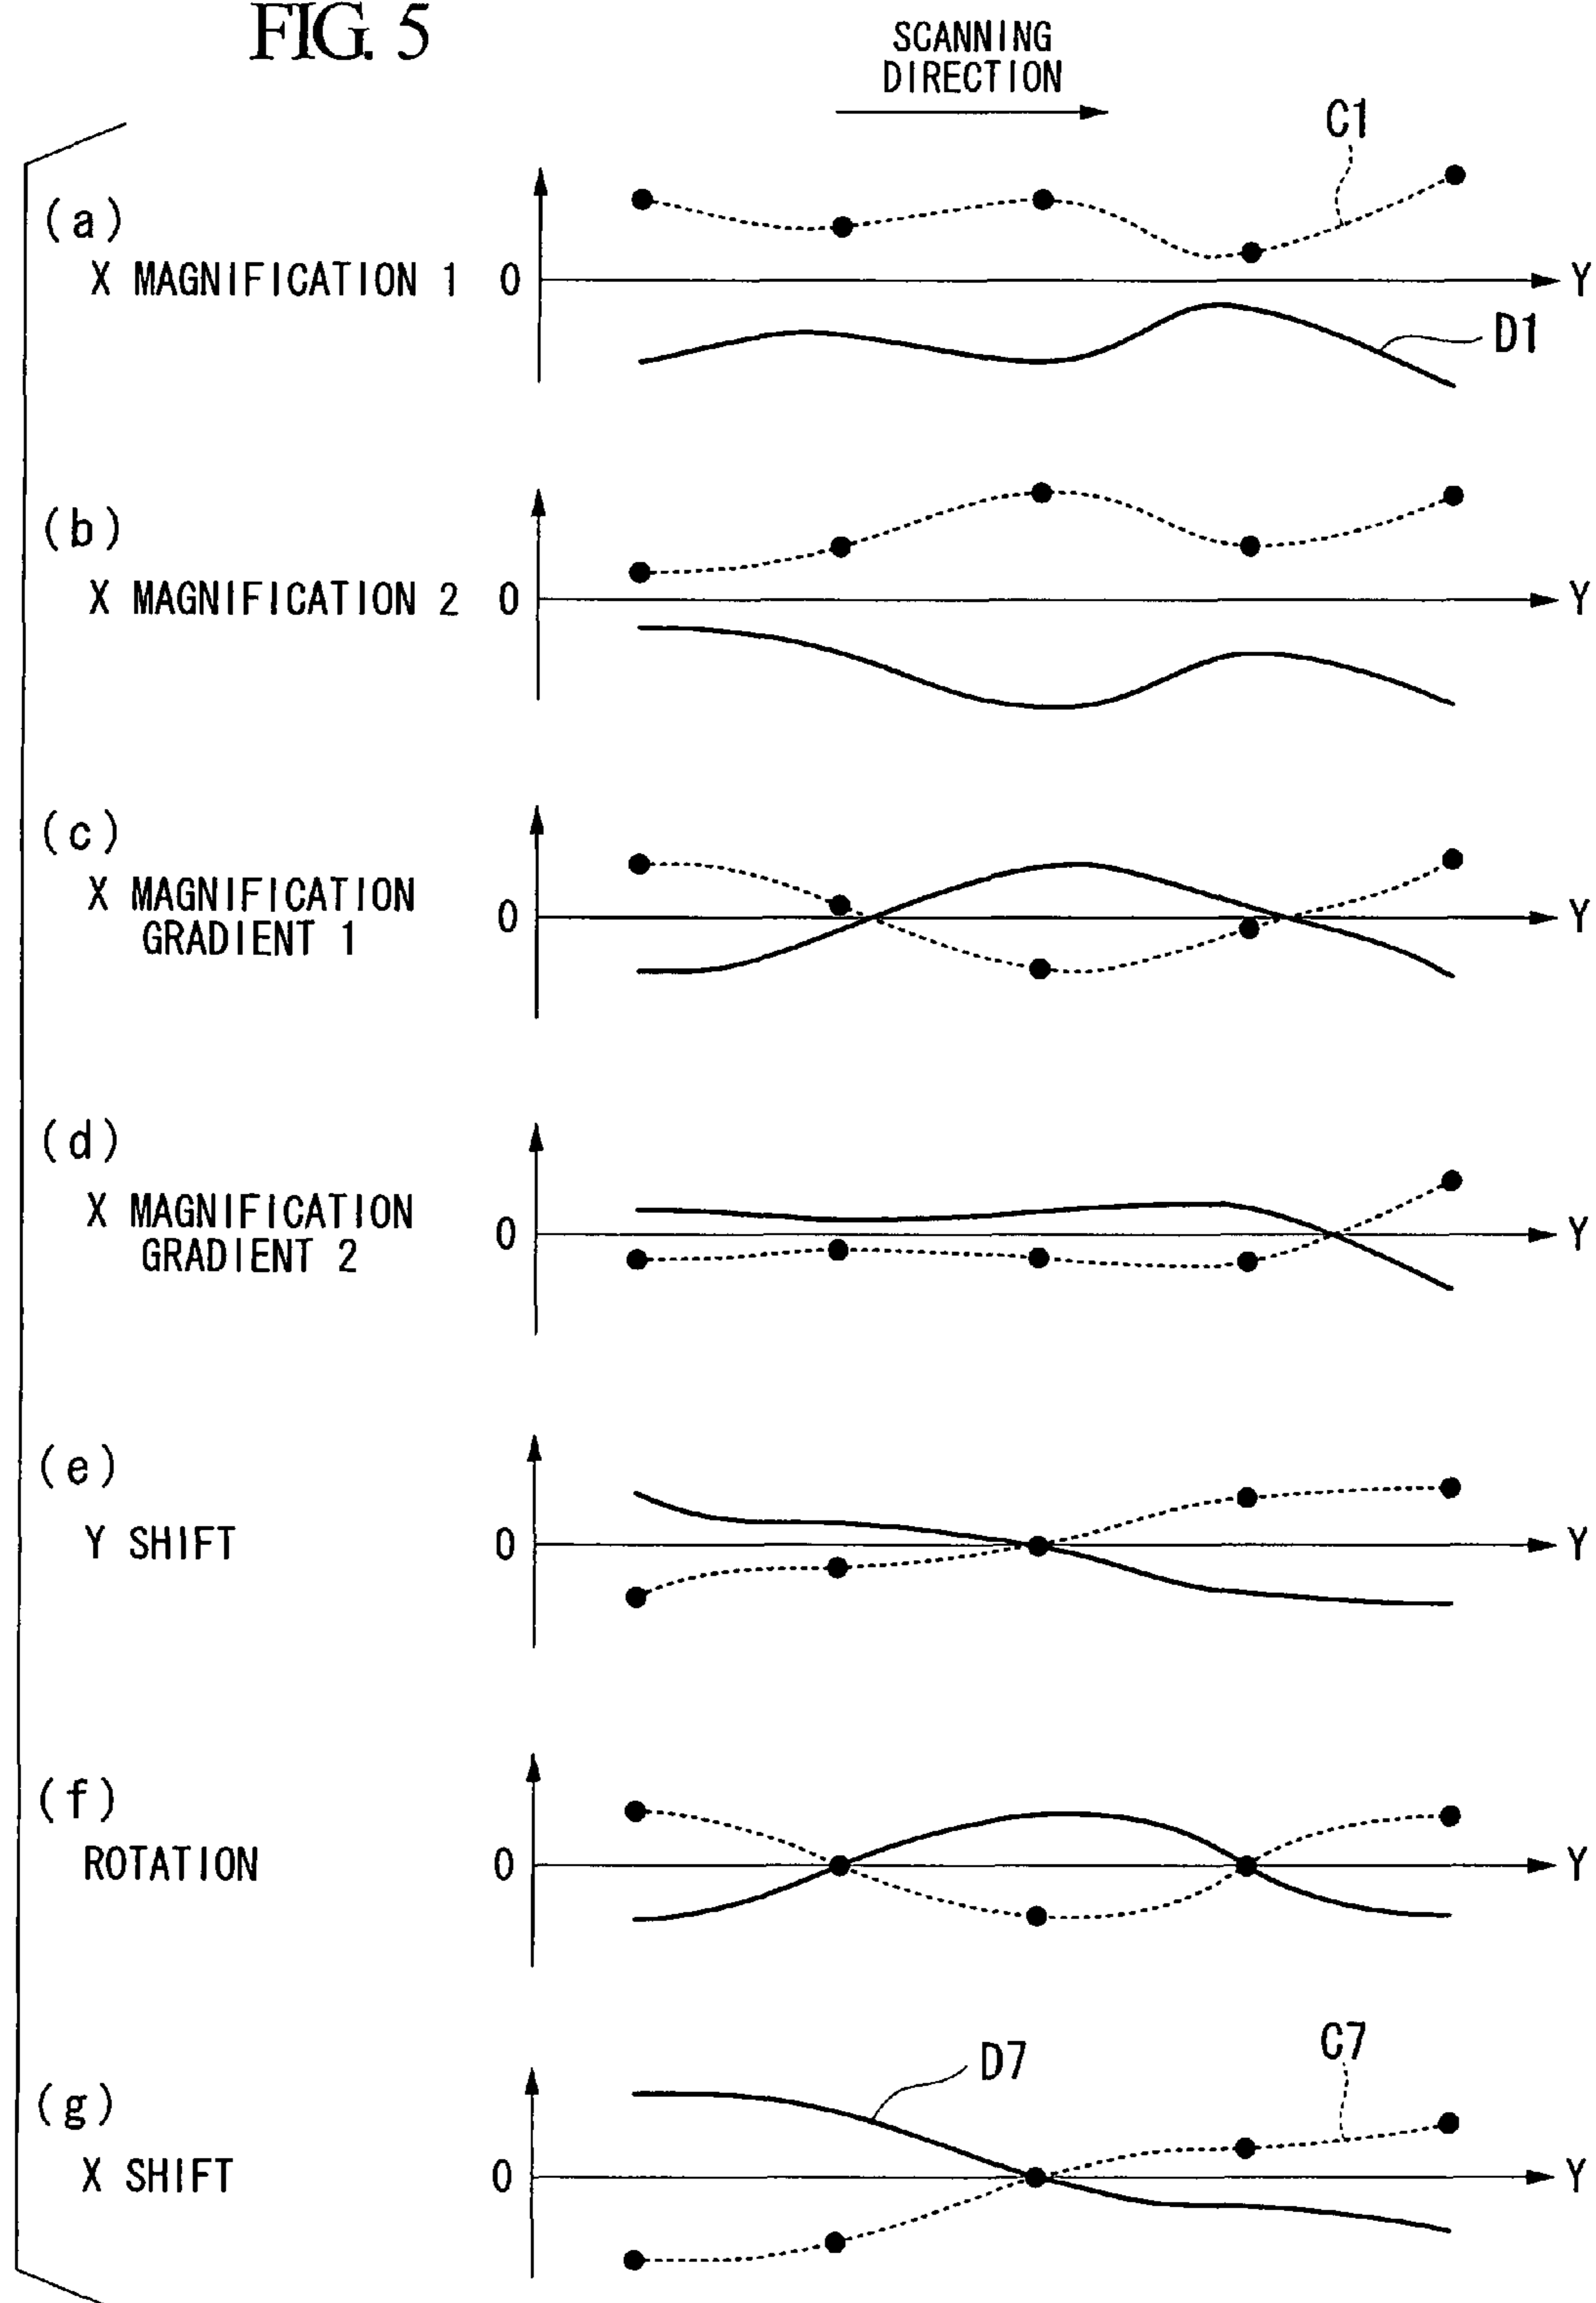 FIG. 5
SCANNING
DIRECTION
C1
(a)
X MAGNIFICATION 1
0
Y
D1
(b)
X MAGNIFICATION 2
0
Y
(c)
X MAGNIFICATION
GRADIENT 1
0
Y
(d)
X MAGNIFICATION
GRADIENT 2
0
Y
(e)
Y SHIFT
0
Y
(f)
ROTATION
0
Y
D7
C7
(g)
X SHIFT
0
Y